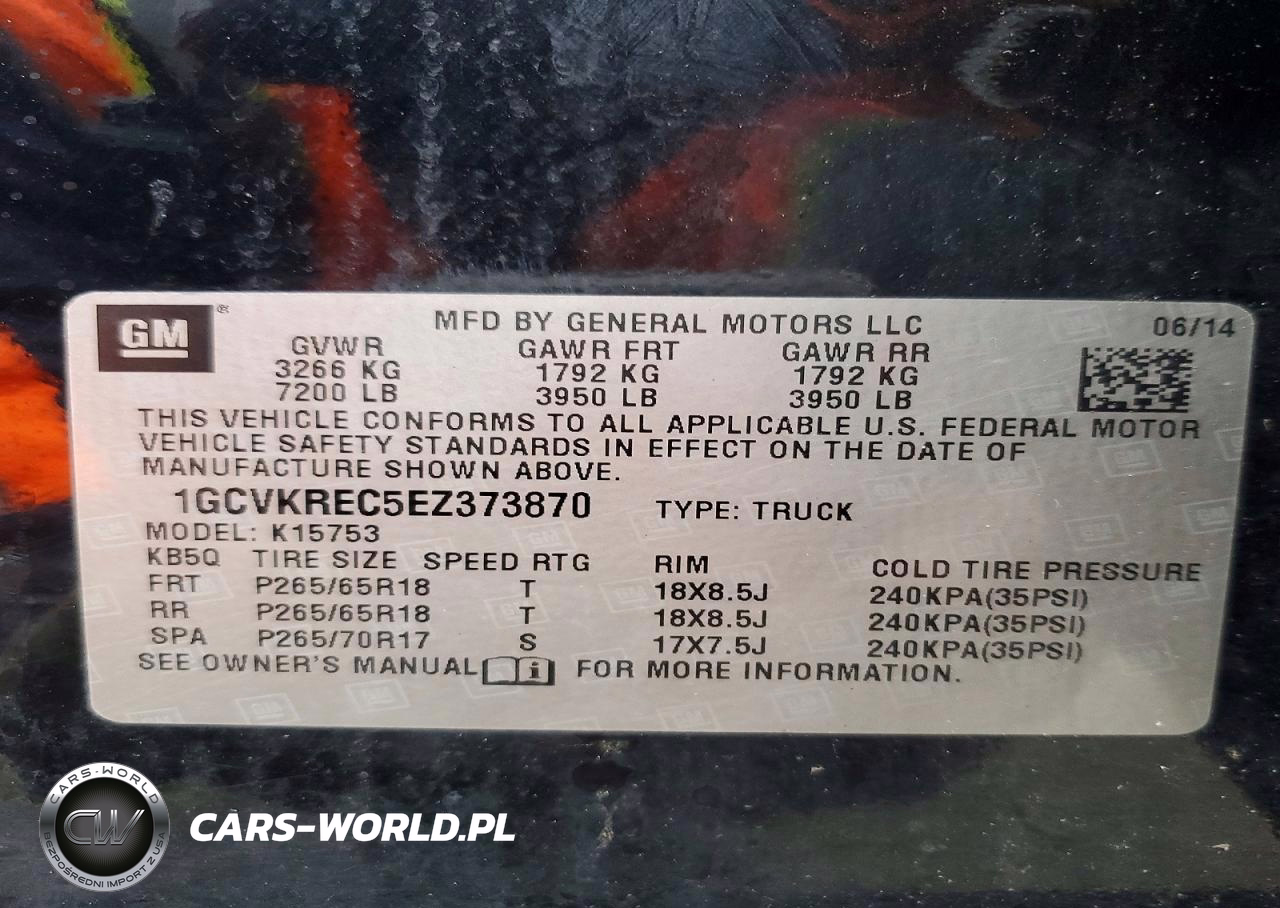 GM ®
MFD BY GENERAL MOTORS LLC 06/14
GVWR GAWR FRT GAWR RR
3266 KG 1792 KG 1792 KG
7200 LB 3950 LB 3950 LB
THIS VEHICLE CONFORMS TO ALL APPLICABLE U.S. FEDERAL MOTOR
VEHICLE SAFETY STANDARDS IN EFFECT ON THE DATE OF
MANUFACTURE SHOWN ABOVE.
1GCVKREC5EZ373870 TYPE: TRUCK
MODEL: K15753
KB5Q TIRE SIZE SPEED RTG RIM COLD TIRE PRESSURE
FRT P265/65R18 T 18X8.5J 240KPA(35PSI)
RR P265/65R18 T 18X8.5J 240KPA(35PSI)
SPA P265/70R17 S 17X7.5J 240KPA(35PSI)
SEE OWNER'S MANUAL i FOR MORE INFORMATION.
CARS-WORLD
CW
BEZPOŚREDNI IMPORT Z USA
CARS-WORLD.PL